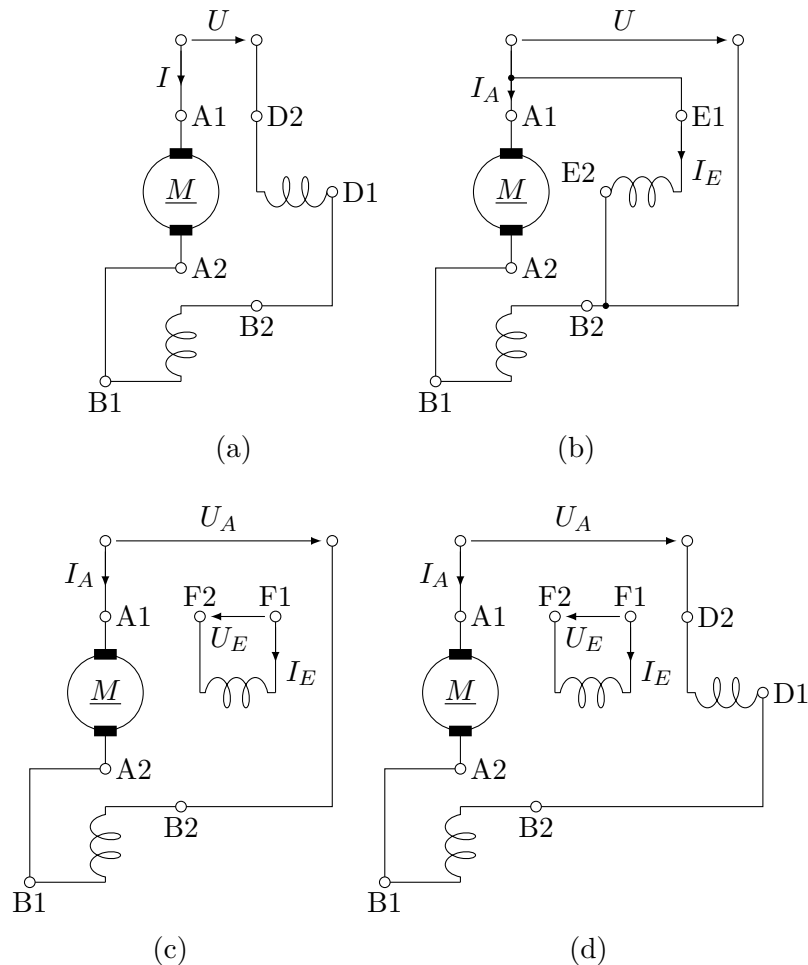 U
I
A1
D2
M
D1
A2
B2
B1
(a)
U
I_A
A1
E1
E2
I_E
M
A2
B2
B1
(b)
U_A
I_A
A1
F2
F1
U_E
I_E
M
A2
B2
B1
(c)
U_A
I_A
A1
F2
F1
D2
U_E
I_E
M
D1
A2
B2
B1
(d)